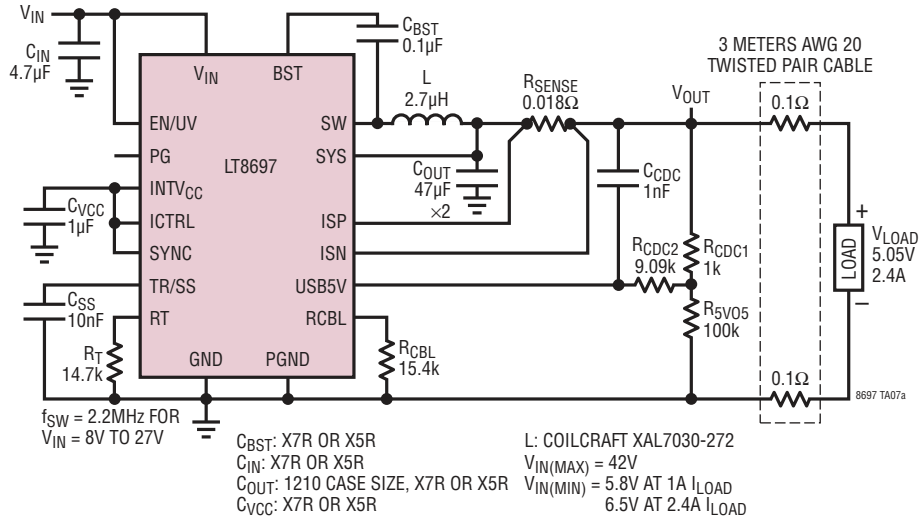 VIN
CIN
4.7µF
CBST
0.1µF
VIN
BST
L
2.7µH
RSENSE
0.018Ω
VOUT
3 METERS AWG 20
TWISTED PAIR CABLE
0.1Ω
EN/UV
SW
PG
LT8697
SYS
INTVCC
COUT
47µF
×2
CCDC
1nF
CVCC
1µF
ICTRL
ISP
SYNC
ISN
RCDC2
9.09k
RCDC1
1k
LOAD
+
–
VLOAD
5.05V
2.4A
TR/SS
USB5V
CSS
10nF
RT
RCBL
R5V05
100k
RT
14.7k
GND
PGND
RCBL
15.4k
0.1Ω
8697 TA07a
fSW = 2.2MHz FOR
VIN = 8V TO 27V
CBST: X7R OR X5R
CIN: X7R OR X5R
COUT: 1210 CASE SIZE, X7R OR X5R
CVCC: X7R OR X5R
L: COILCRAFT XAL7030-272
VIN(MAX) = 42V
VIN(MIN) = 5.8V AT 1A ILOAD
6.5V AT 2.4A ILOAD